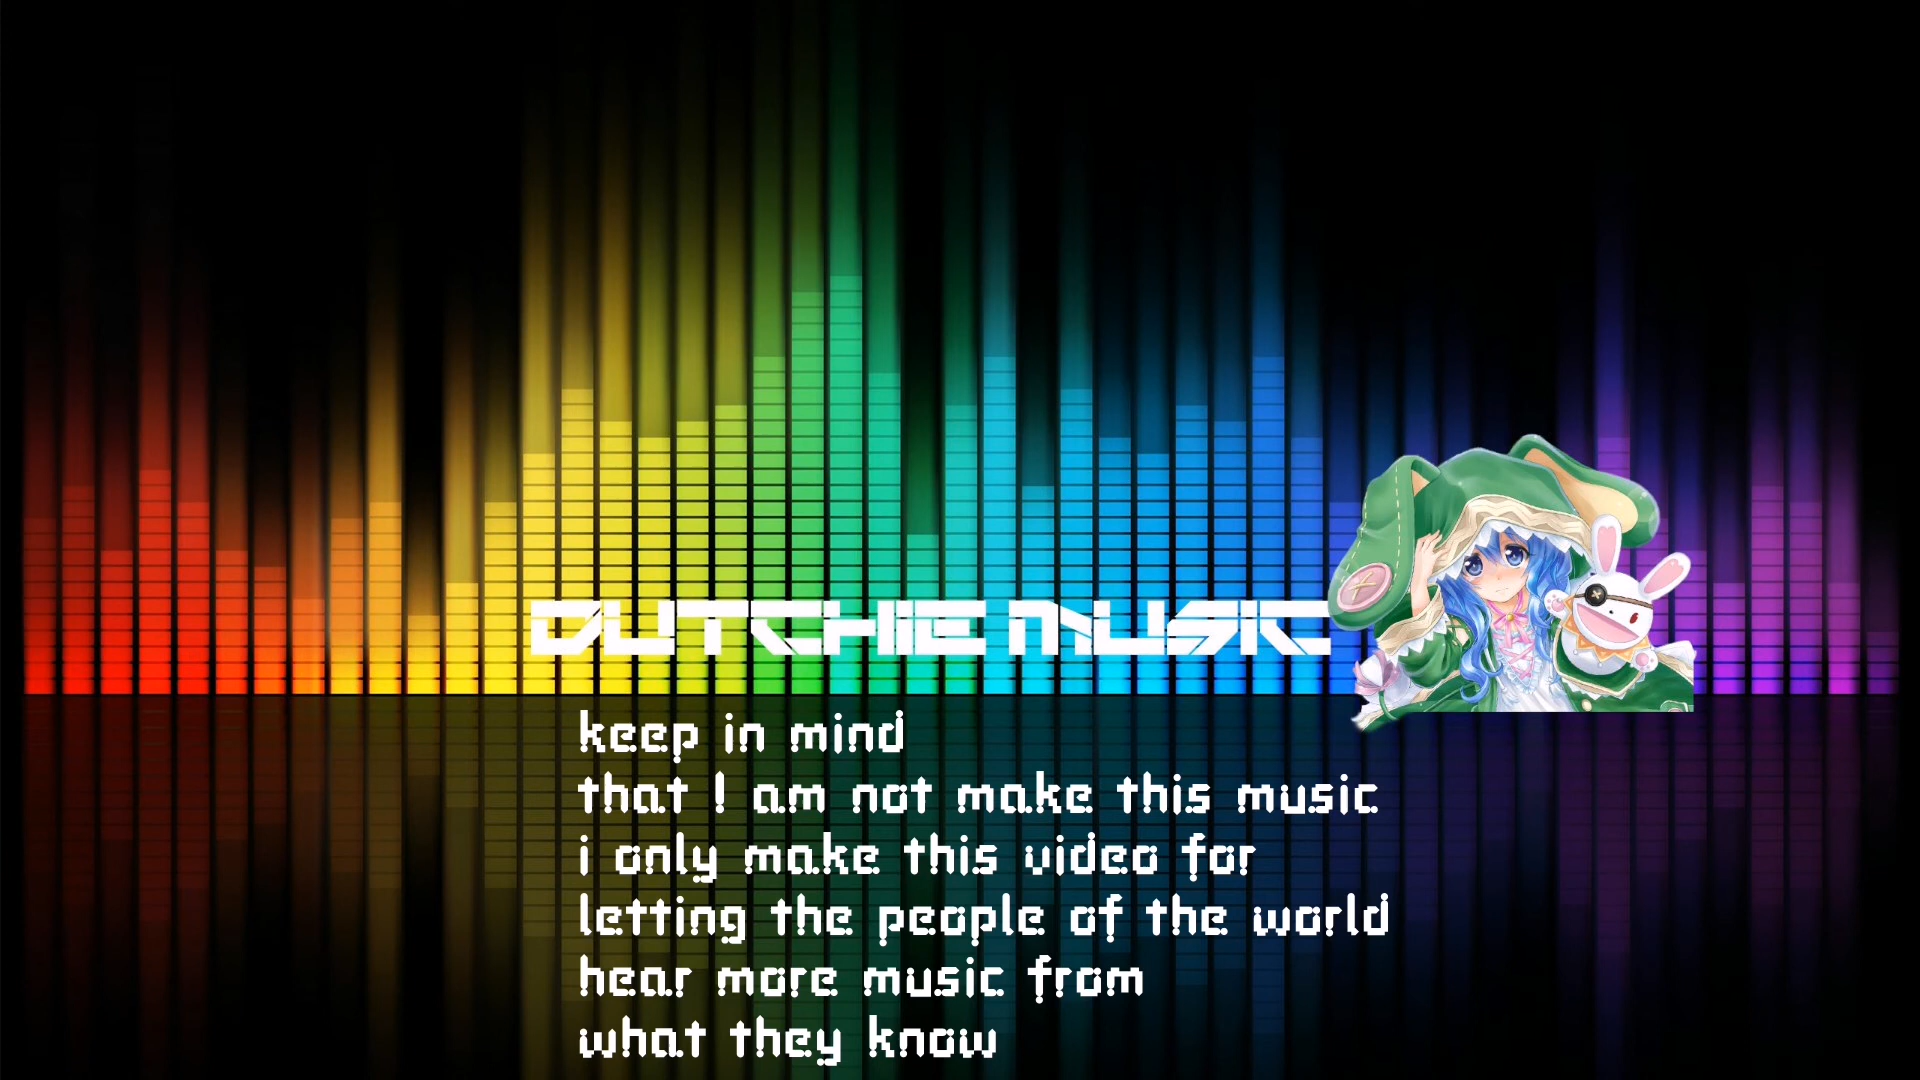 DUTCHIE MUSIC
keep in mind
that I am not make this music
i only make this video for
letting the people of the world
hear more music from
what they know